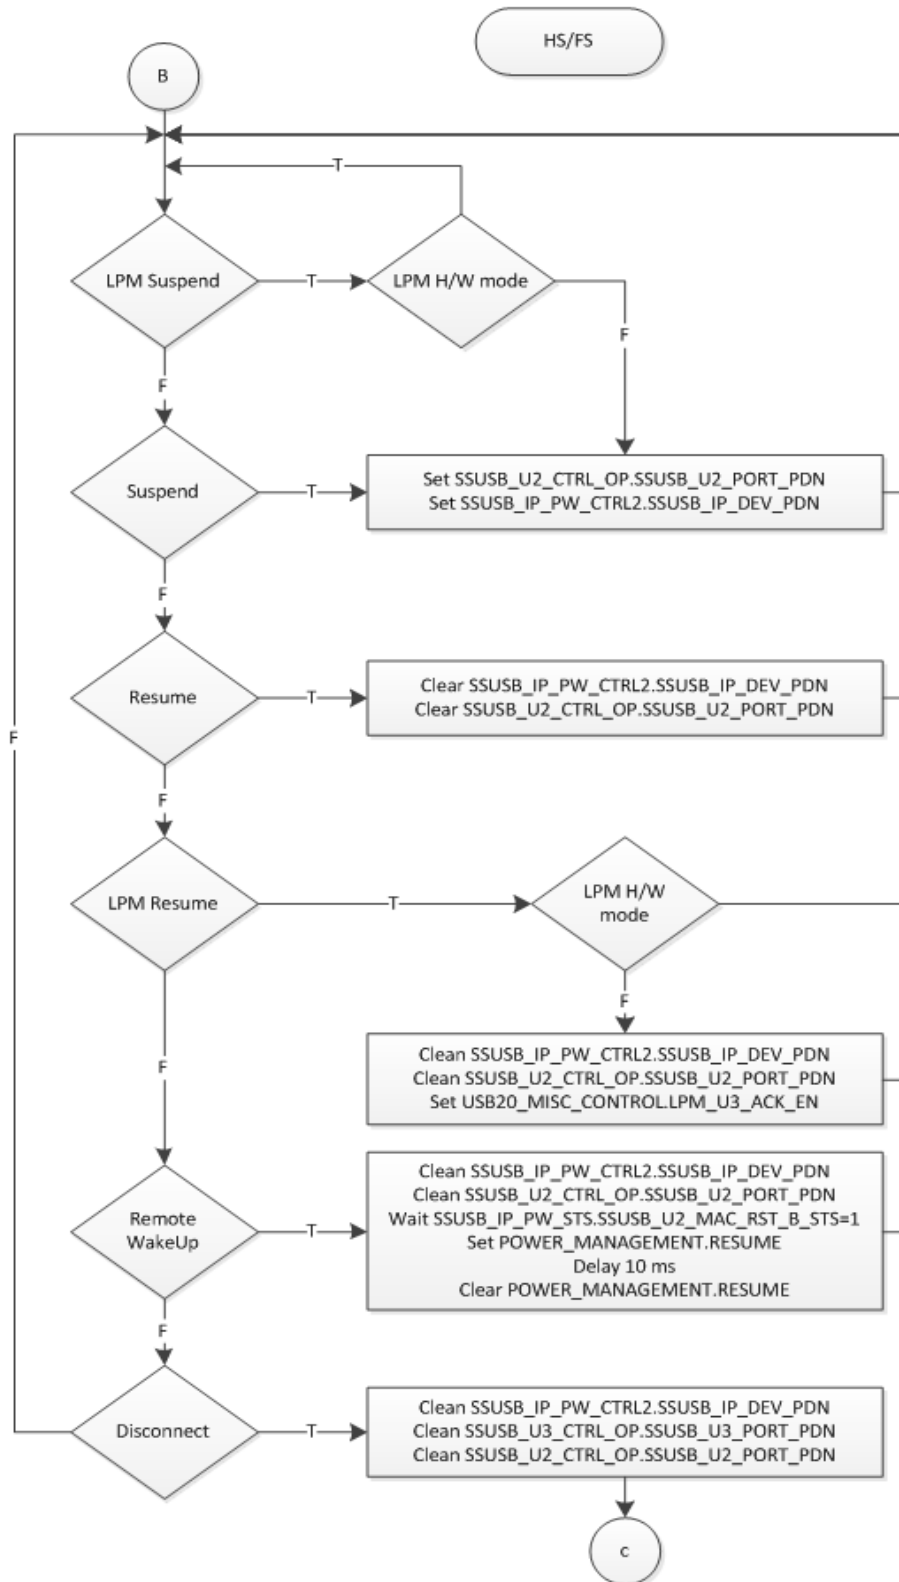 HS/FS
B
T
LPM Suspend
T
LPM H/W mode
F
F
Suspend
T
Set SSUSB_U2_CTRL_OP.SSUSB_U2_PORT_PDN
Set SSUSB_IP_PW_CTRL2.SSUSB_IP_DEV_PDN
F
Resume
T
Clear SSUSB_IP_PW_CTRL2.SSUSB_IP_DEV_PDN
Clear SSUSB_U2_CTRL_OP.SSUSB_U2_PORT_PDN
F
F
LPM Resume
T
LPM H/W
mode
F
Clean SSUSB_IP_PW_CTRL2.SSUSB_IP_DEV_PDN
Clean SSUSB_U2_CTRL_OP.SSUSB_U2_PORT_PDN
Set USB20_MISC_CONTROL.LPM_U3_ACK_EN
F
Remote
WakeUp
T
Clean SSUSB_IP_PW_CTRL2.SSUSB_IP_DEV_PDN
Clean SSUSB_U2_CTRL_OP.SSUSB_U2_PORT_PDN
Wait SSUSB_IP_PW_STS.SSUSB_U2_MAC_RST_B_STS=1
Set POWER_MANAGEMENT.RESUME
Delay 10 ms
Clear POWER_MANAGEMENT.RESUME
F
Disconnect
T
Clean SSUSB_IP_PW_CTRL2.SSUSB_IP_DEV_PDN
Clean SSUSB_U3_CTRL_OP.SSUSB_U3_PORT_PDN
Clean SSUSB_U2_CTRL_OP.SSUSB_U2_PORT_PDN
c